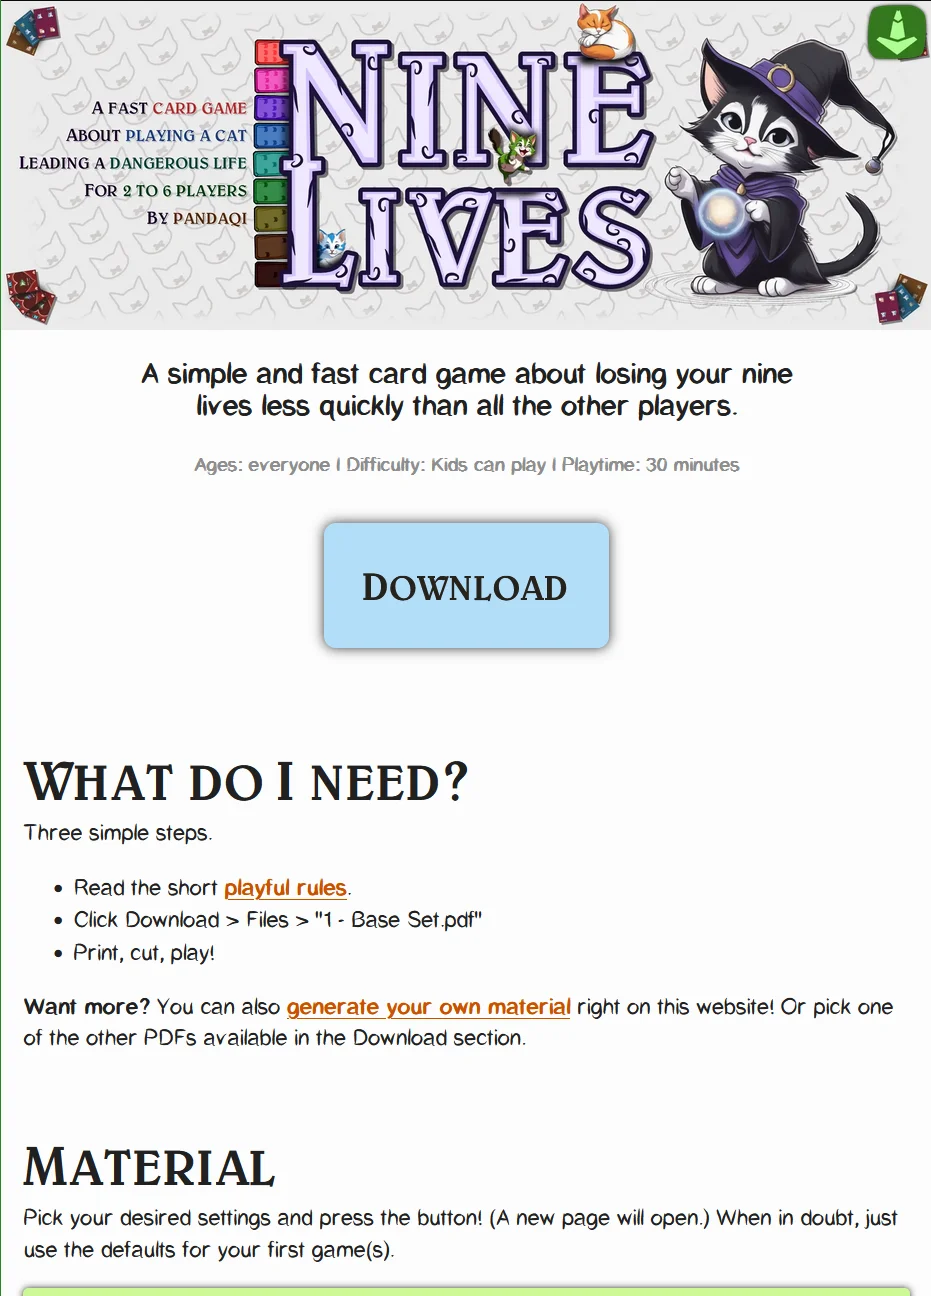 A fast card game
About playing a cat
Leading a dangerous life
For 2 to 6 players
By Pandaqi
Nine
Lives
A simple and fast card game about losing your nine
lives less quickly than all the other players.
Ages: everyone | Difficulty: Kids can play | Playtime: 30 minutes
Download
What do I need?
Three simple steps.
• Read the short playful rules.
• Click Download > Files > "1 - Base Set.pdf"
• Print, cut, play!
Want more? You can also generate your own material right on this website! Or pick one
of the other PDFs available in the Download section.
Material
Pick your desired settings and press the button! (A new page will open.) When in doubt, just
use the defaults for your first game(s).